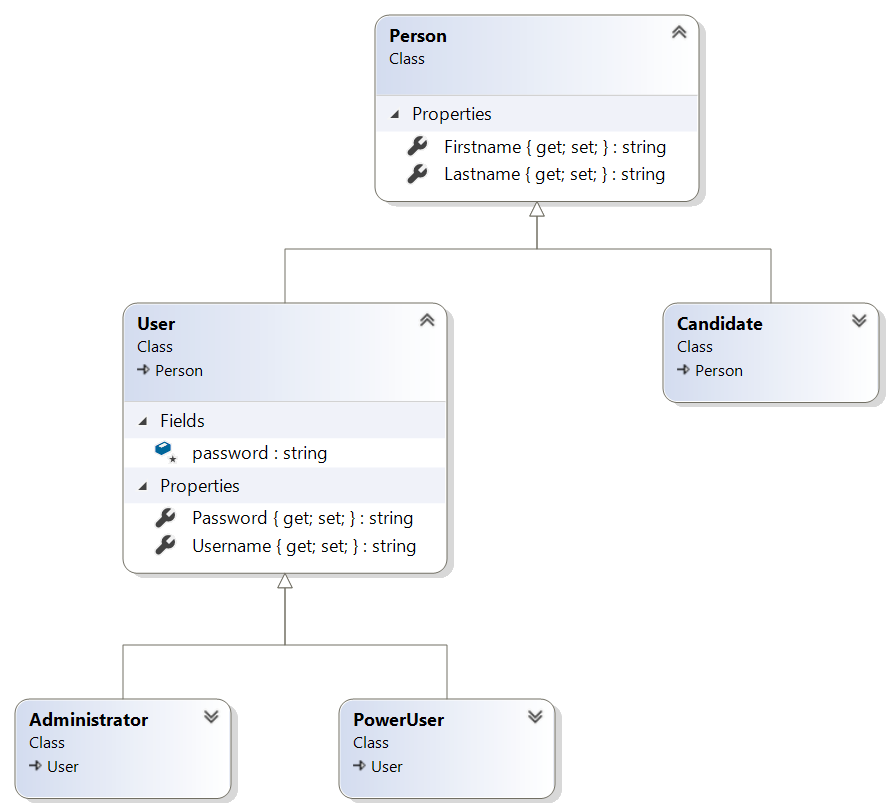 Person
Class
Properties
Firstname { get; set; } : string
Lastname { get; set; } : string
User
Class
Person
Fields
password : string
Properties
Password { get; set; } : string
Username { get; set; } : string
Candidate
Class
Person
Administrator
Class
User
PowerUser
Class
User